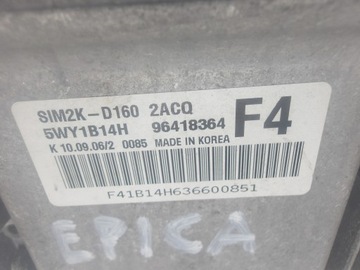 SIM2K-D160 2ACQ
5WY1B14H 96418364 F4
K 10.09.06/2 0085 MADE IN KOREA
F41B14H636600851
EPICA